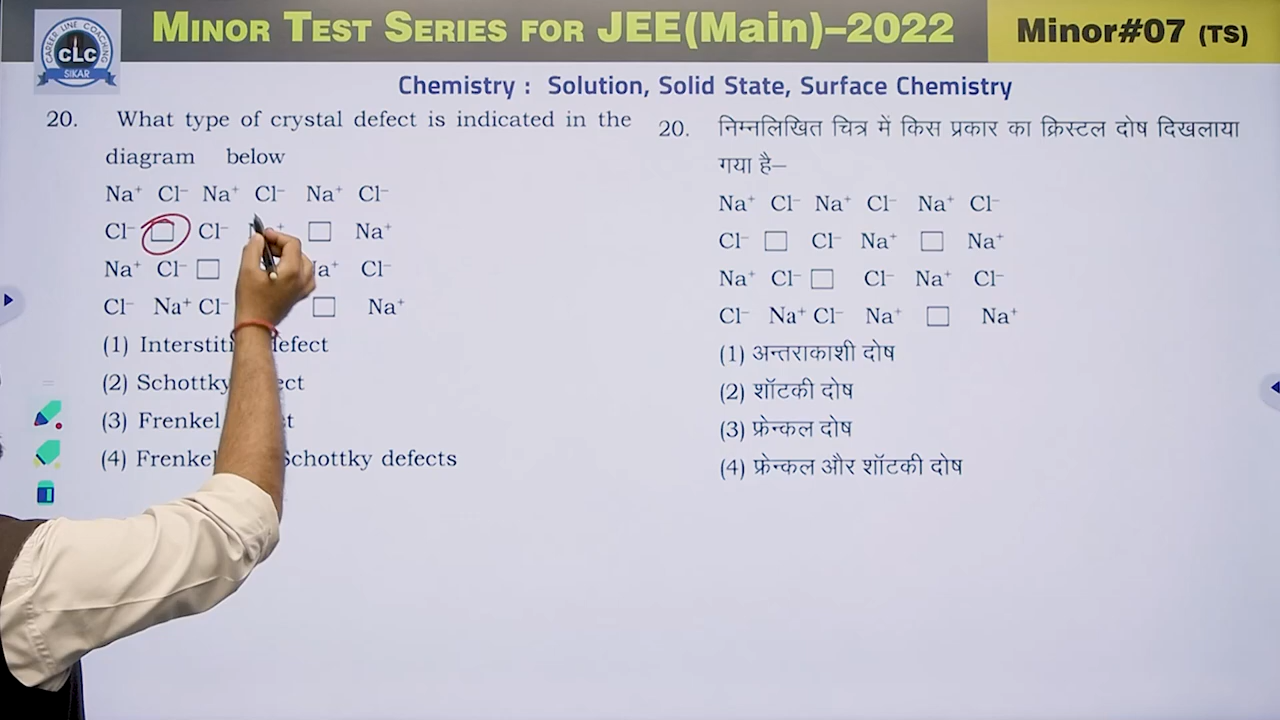 CAREER LINE COACHING
CLC
SIKAR
MINOR TEST SERIES FOR JEE(Main)–2022
Minor#07 (TS)
Chemistry : Solution, Solid State, Surface Chemistry
20. What type of crystal defect is indicated in the
diagram below
Na⁺ Cl⁻ Na⁺ Cl⁻ Na⁺ Cl⁻
Cl⁻ □ Cl⁻ □ Na⁺
Na⁺ Cl⁻ □ Cl⁻
Cl⁻ Na⁺ Cl⁻ □ Na⁺
(1) defect
(2) Schottky
(3) Frenkel
(4) Frenkel Schottky defects
20. निम्नलिखित चित्र में किस प्रकार का क्रिस्टल दोष दिखलाया
गया है–
Na⁺ Cl⁻ Na⁺ Cl⁻ Na⁺ Cl⁻
Cl⁻ □ Cl⁻ Na⁺ □ Na⁺
Na⁺ Cl⁻ □ Cl⁻ Na⁺ Cl⁻
Cl⁻ Na⁺ Cl⁻ Na⁺ □ Na⁺
(1) अन्तराकाशी दोष
(2) शॉटकी दोष
(3) फ्रेन्कल दोष
(4) फ्रेन्कल और शॉटकी दोष